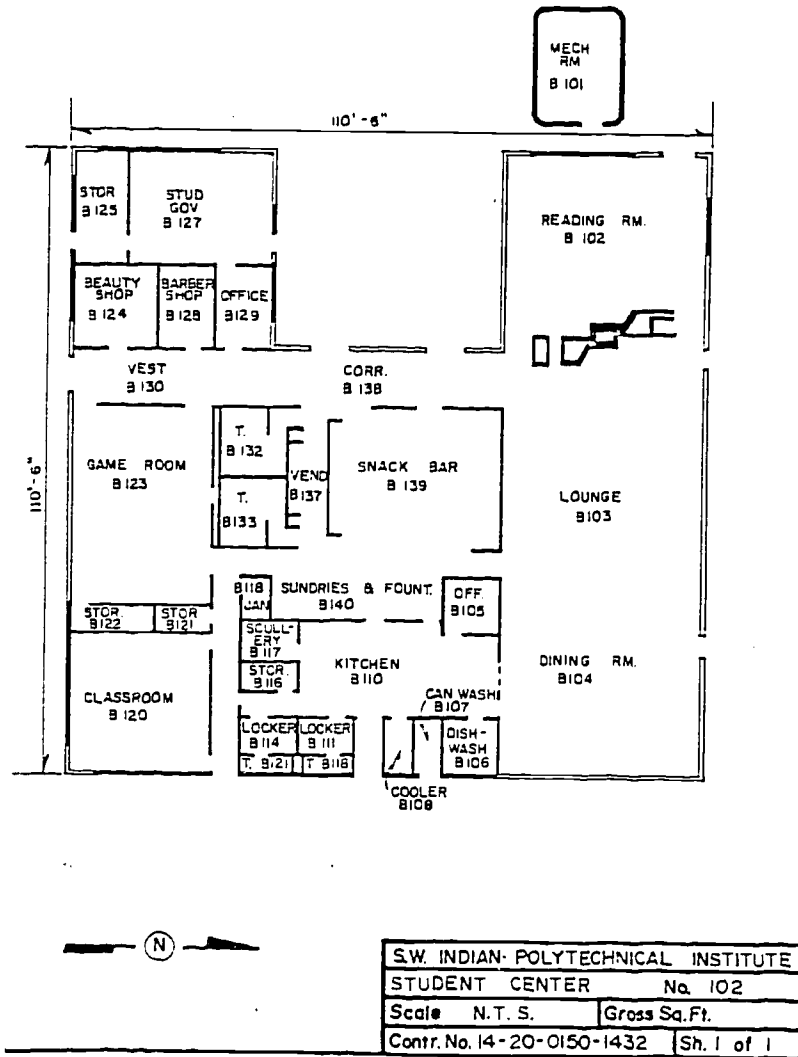 MECH
RM
B 101
110'-6"
110'-6"
STOR
B 125
STUD
GOV
B 127
READING RM.
B 102
BEAUTY
SHOP
B 124
BARBER
SHOP
B 128
OFFICE
B 129
VEST
B 130
CORR.
B 138
T.
B 132
GAME ROOM
B 123
VEND
B 137
SNACK BAR
B 139
T.
B 133
LOUNGE
B 103
B 118
JAN
SUNDRIES & FOUNT.
B 140
OFF.
B 105
STOR.
B 122
STOR
B 121
SCULL-
ERY
B 117
KITCHEN
B 110
DINING RM.
B 104
STOR.
B 116
CLASSROOM
B 120
CAN WASH
B 107
LOCKER
B 114
LOCKER
B 111
DISH-
WASH
B 106
T. B 121
T B 118
COOLER
B 108
N
S.W. INDIAN POLYTECHNICAL INSTITUTE
STUDENT CENTER No. 102
Scale N.T.S. Gross Sq.Ft.
Contr. No. 14-20-0150-1432 Sh. 1 of 1